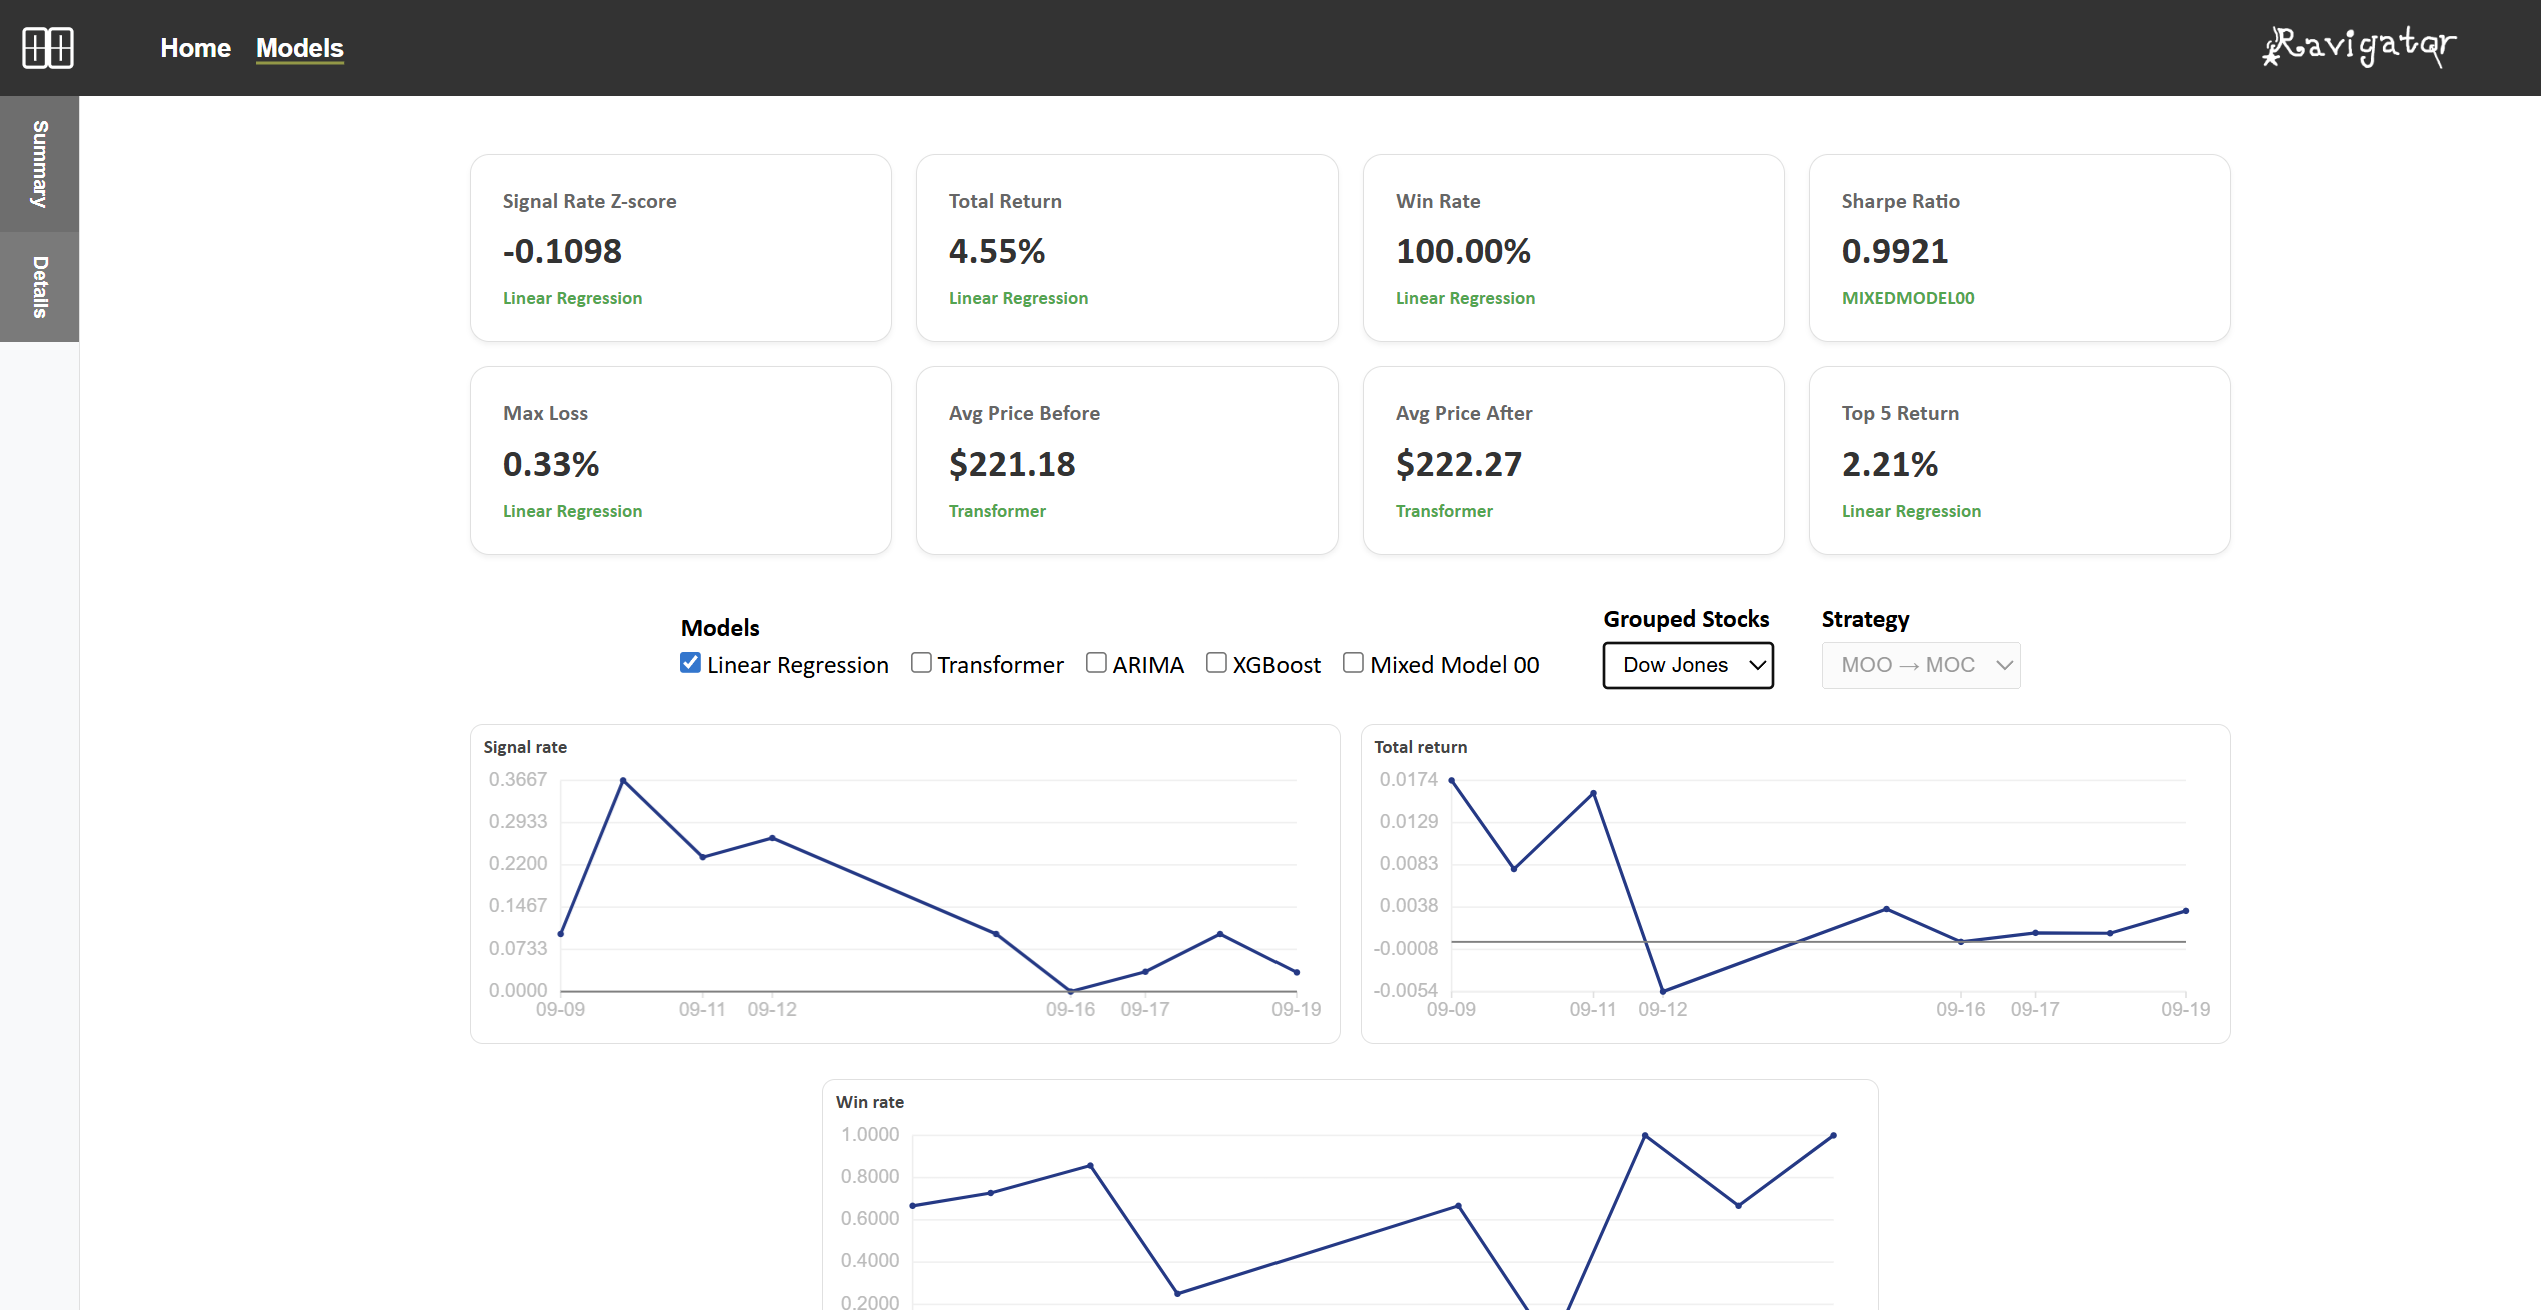 Home Models
Ravigator
Summary
Details
Signal Rate Z-score
-0.1098
Linear Regression
Total Return
4.55%
Linear Regression
Win Rate
100.00%
Linear Regression
Sharpe Ratio
0.9921
MIXEDMODEL00
Max Loss
0.33%
Linear Regression
Avg Price Before
$221.18
Transformer
Avg Price After
$222.27
Transformer
Top 5 Return
2.21%
Linear Regression
Models
Linear Regression Transformer ARIMA XGBoost Mixed Model 00
Grouped Stocks
Dow Jones
Strategy
MOO → MOC
Signal rate
0.3667
0.2933
0.2200
0.1467
0.0733
0.0000
09-09 09-11 09-12 09-16 09-17 09-19
Total return
0.0174
0.0129
0.0083
0.0038
-0.0008
-0.0054
09-09 09-11 09-12 09-16 09-17 09-19
Win rate
1.0000
0.8000
0.6000
0.4000
0.2000